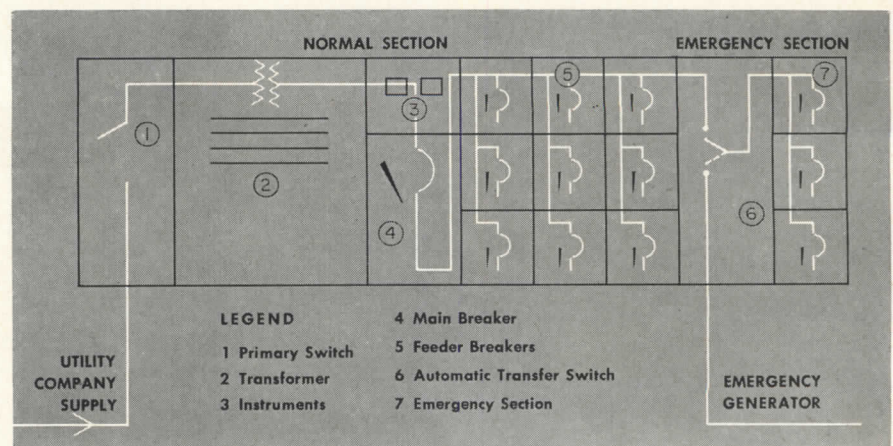 NORMAL SECTION
EMERGENCY SECTION
1
2
3
4
5
6
7
LEGEND
1 Primary Switch
2 Transformer
3 Instruments
4 Main Breaker
5 Feeder Breakers
6 Automatic Transfer Switch
7 Emergency Section
UTILITY
COMPANY
SUPPLY
EMERGENCY
GENERATOR